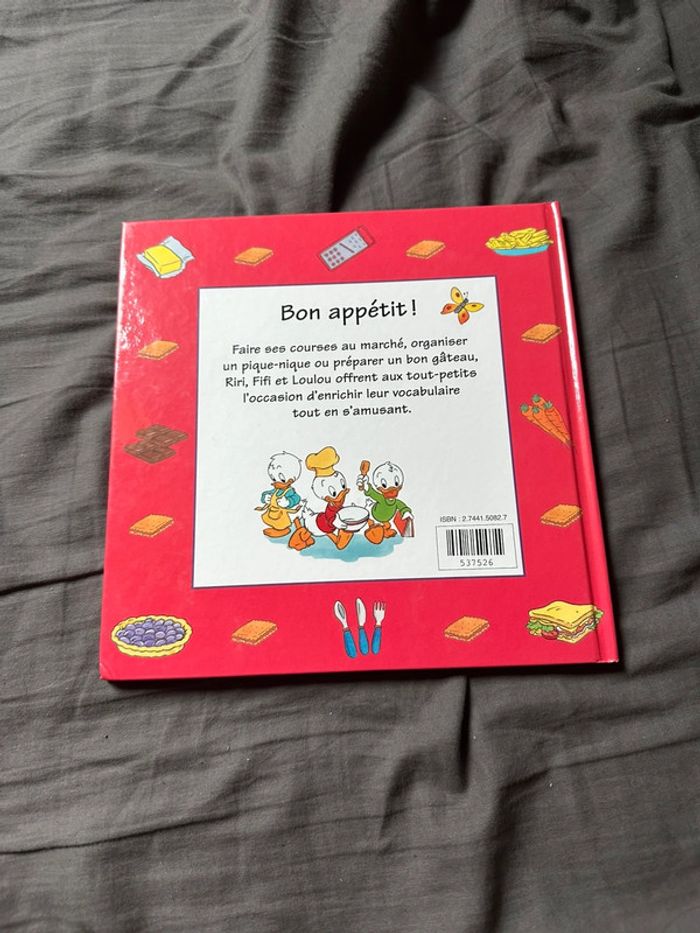 Bon appétit !
Faire ses courses au marché, organiser
un pique-nique ou préparer un bon gâteau,
Riri, Fifi et Loulou offrent aux tout-petits
l'occasion d'enrichir leur vocabulaire
tout en s'amusant.
ISBN : 2.7441.5082.7
537526